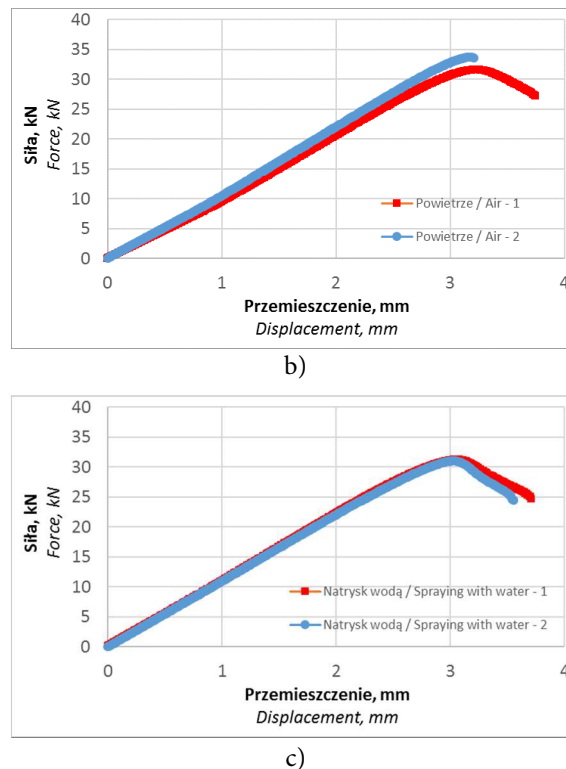 40
35
30
25
20
15
10
5
0
Siła, kN
Force, kN
Powietrze / Air - 1
Powietrze / Air - 2
0 1 2 3 4
Przemieszczenie, mm
Displacement, mm
b)
40
35
30
25
20
15
10
5
0
Siła, kN
Force, kN
Natrysk wodą / Spraying with water - 1
Natrysk wodą / Spraying with water - 2
0 1 2 3 4
Przemieszczenie, mm
Displacement, mm
c)